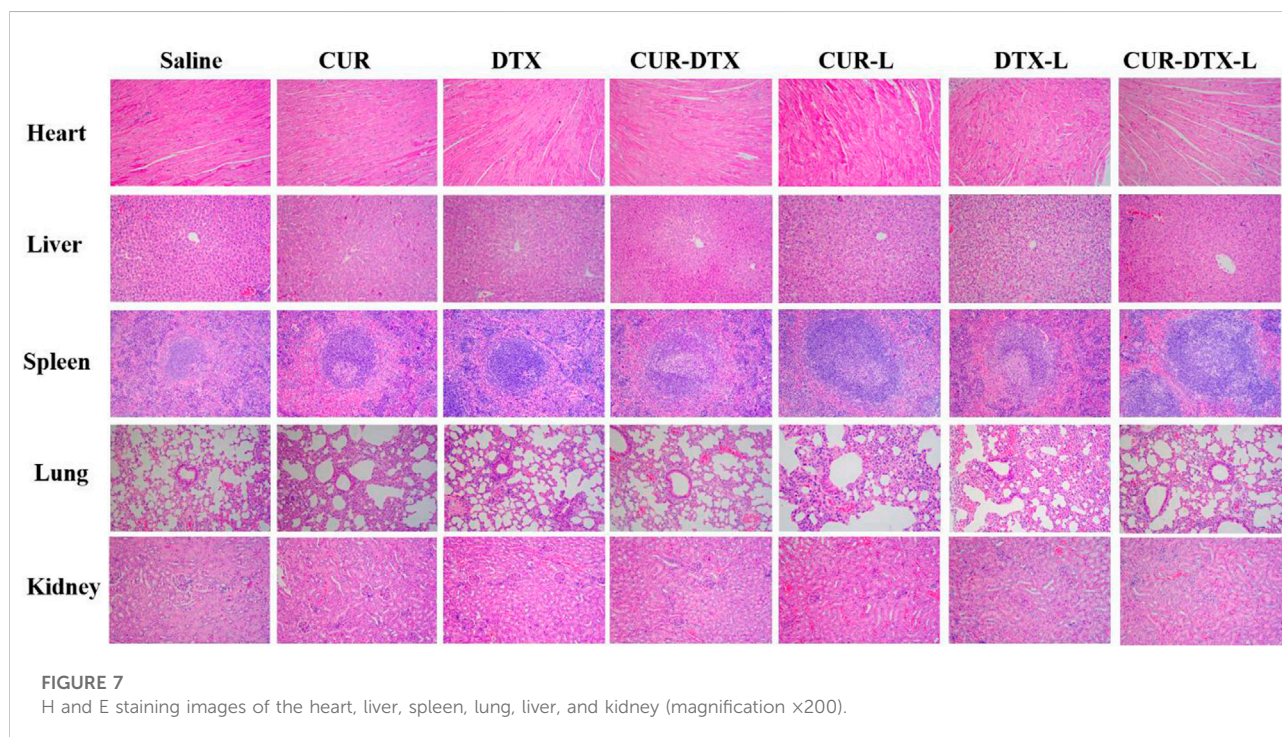 Saline CUR DTX CUR-DTX CUR-L DTX-L CUR-DTX-L
Heart
Liver
Spleen
Lung
Kidney
FIGURE 7
H and E staining images of the heart, liver, spleen, lung, liver, and kidney (magnification ×200).